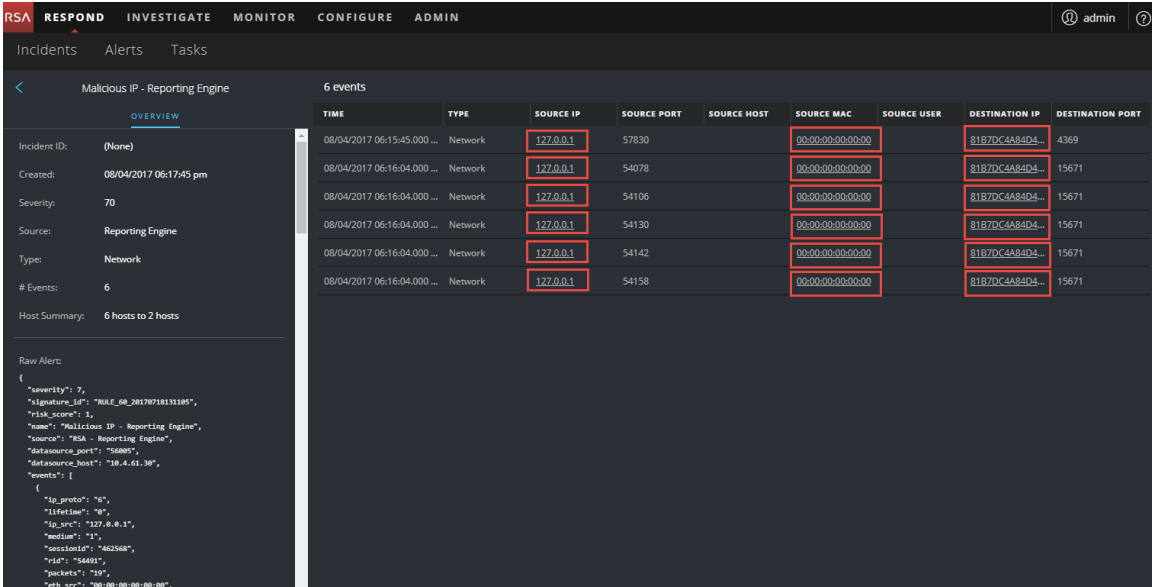 RSA RESPOND INVESTIGATE MONITOR CONFIGURE ADMIN admin ?
Incidents Alerts Tasks
Malicious IP - Reporting Engine
OVERVIEW
Incident ID: (None)
Created: 08/04/2017 06:17:45 pm
Severity: 70
Source: Reporting Engine
Type: Network
# Events: 6
Host Summary: 6 hosts to 2 hosts
Raw Alert:
{
"severity": 7,
"signature_id": "RULE_60_20170718131105",
"risk_score": 1,
"name": "Malicious IP - Reporting Engine",
"source": "RSA - Reporting Engine",
"datasource_port": "56005",
"datasource_host": "10.4.61.30",
"events": [
{
"ip_proto": "6",
"lifetime": "0",
"ip_src": "127.0.0.1",
"medium": "1",
"sessionid": "462568",
"rid": "54491",
"packets": "19",
"eth_src": "00:00:00:00:00:00",
6 events
TIME TYPE SOURCE IP SOURCE PORT SOURCE HOST SOURCE MAC SOURCE USER DESTINATION IP DESTINATION PORT
08/04/2017 06:15:45.000 ... Network 127.0.0.1 57830 00:00:00:00:00:00 81B7DC4A84D4... 4369
08/04/2017 06:16:04.000 ... Network 127.0.0.1 54078 00:00:00:00:00:00 81B7DC4A84D4... 15671
08/04/2017 06:16:04.000 ... Network 127.0.0.1 54106 00:00:00:00:00:00 81B7DC4A84D4... 15671
08/04/2017 06:16:04.000 ... Network 127.0.0.1 54130 00:00:00:00:00:00 81B7DC4A84D4... 15671
08/04/2017 06:16:04.000 ... Network 127.0.0.1 54142 00:00:00:00:00:00 81B7DC4A84D4... 15671
08/04/2017 06:16:04.000 ... Network 127.0.0.1 54158 00:00:00:00:00:00 81B7DC4A84D4... 15671